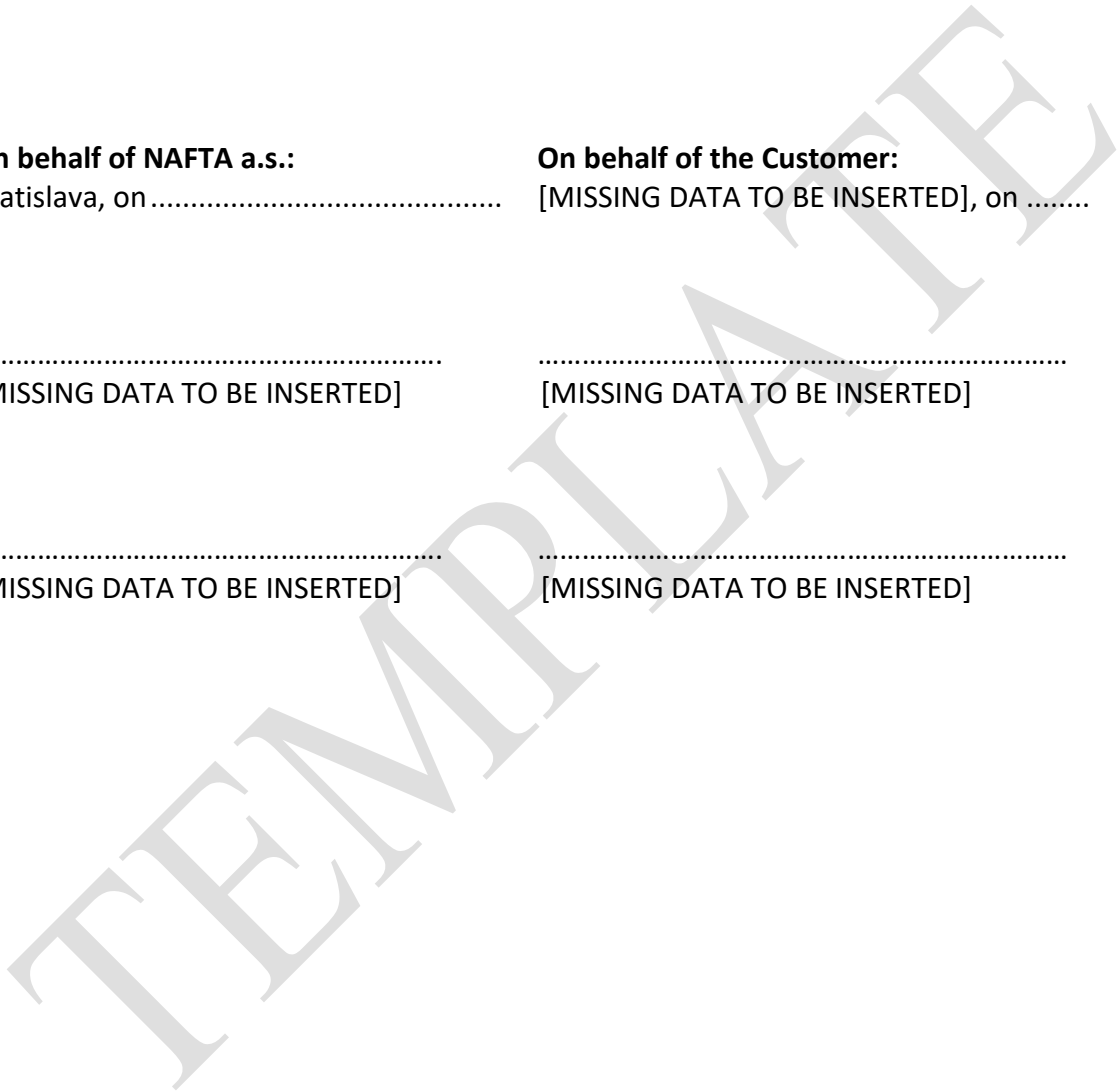 n behalf of NAFTA a.s.:
atislava, on............................................
…………………………………………………….
MISSING DATA TO BE INSERTED]
…………………………………………………….
MISSING DATA TO BE INSERTED]
On behalf of the Customer:
[MISSING DATA TO BE INSERTED], on ........
………………………………………………………………
[MISSING DATA TO BE INSERTED]
………………………………………………………………
[MISSING DATA TO BE INSERTED]
TEMPLATE